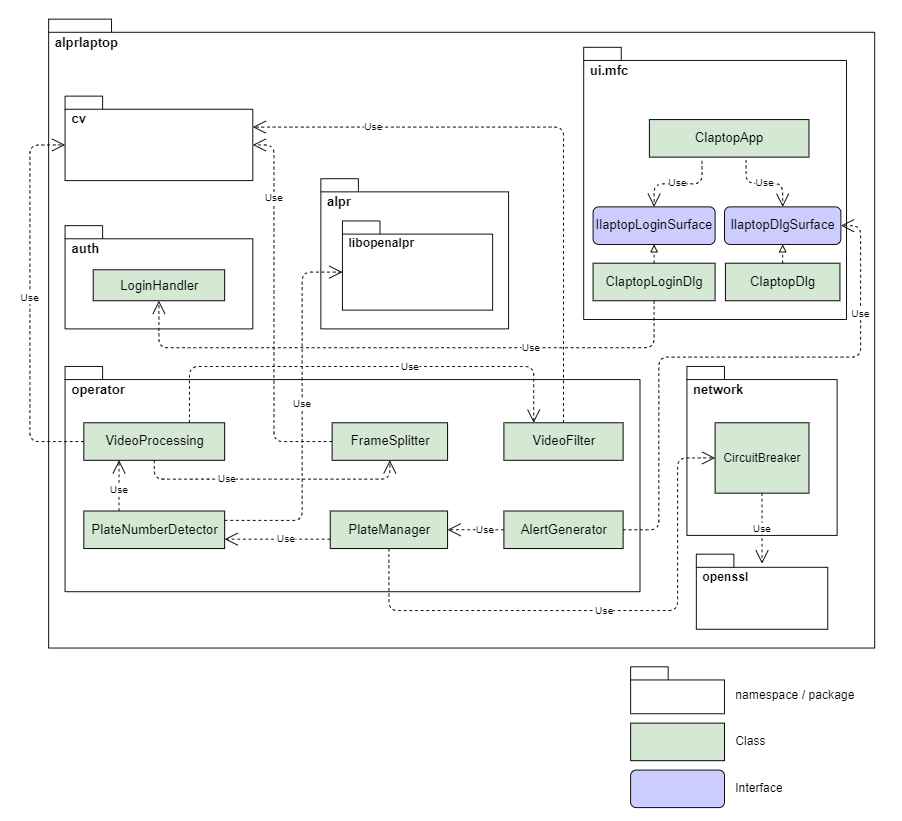 alprlaptop
ui.mfc
cv
Use
ClaptopApp
Use
Use
Use
alpr
IlaptopLoginSurface
IlaptopDlgSurface
auth
libopenalpr
LoginHandler
ClaptopLoginDlg
ClaptopDlg
Use
Use
Use
Use
operator
network
Use
VideoProcessing
FrameSplitter
VideoFilter
CircuitBreaker
Use
Use
PlateNumberDetector
PlateManager
AlertGenerator
Use
Use
Use
openssl
Use
namespace / package
Class
Interface